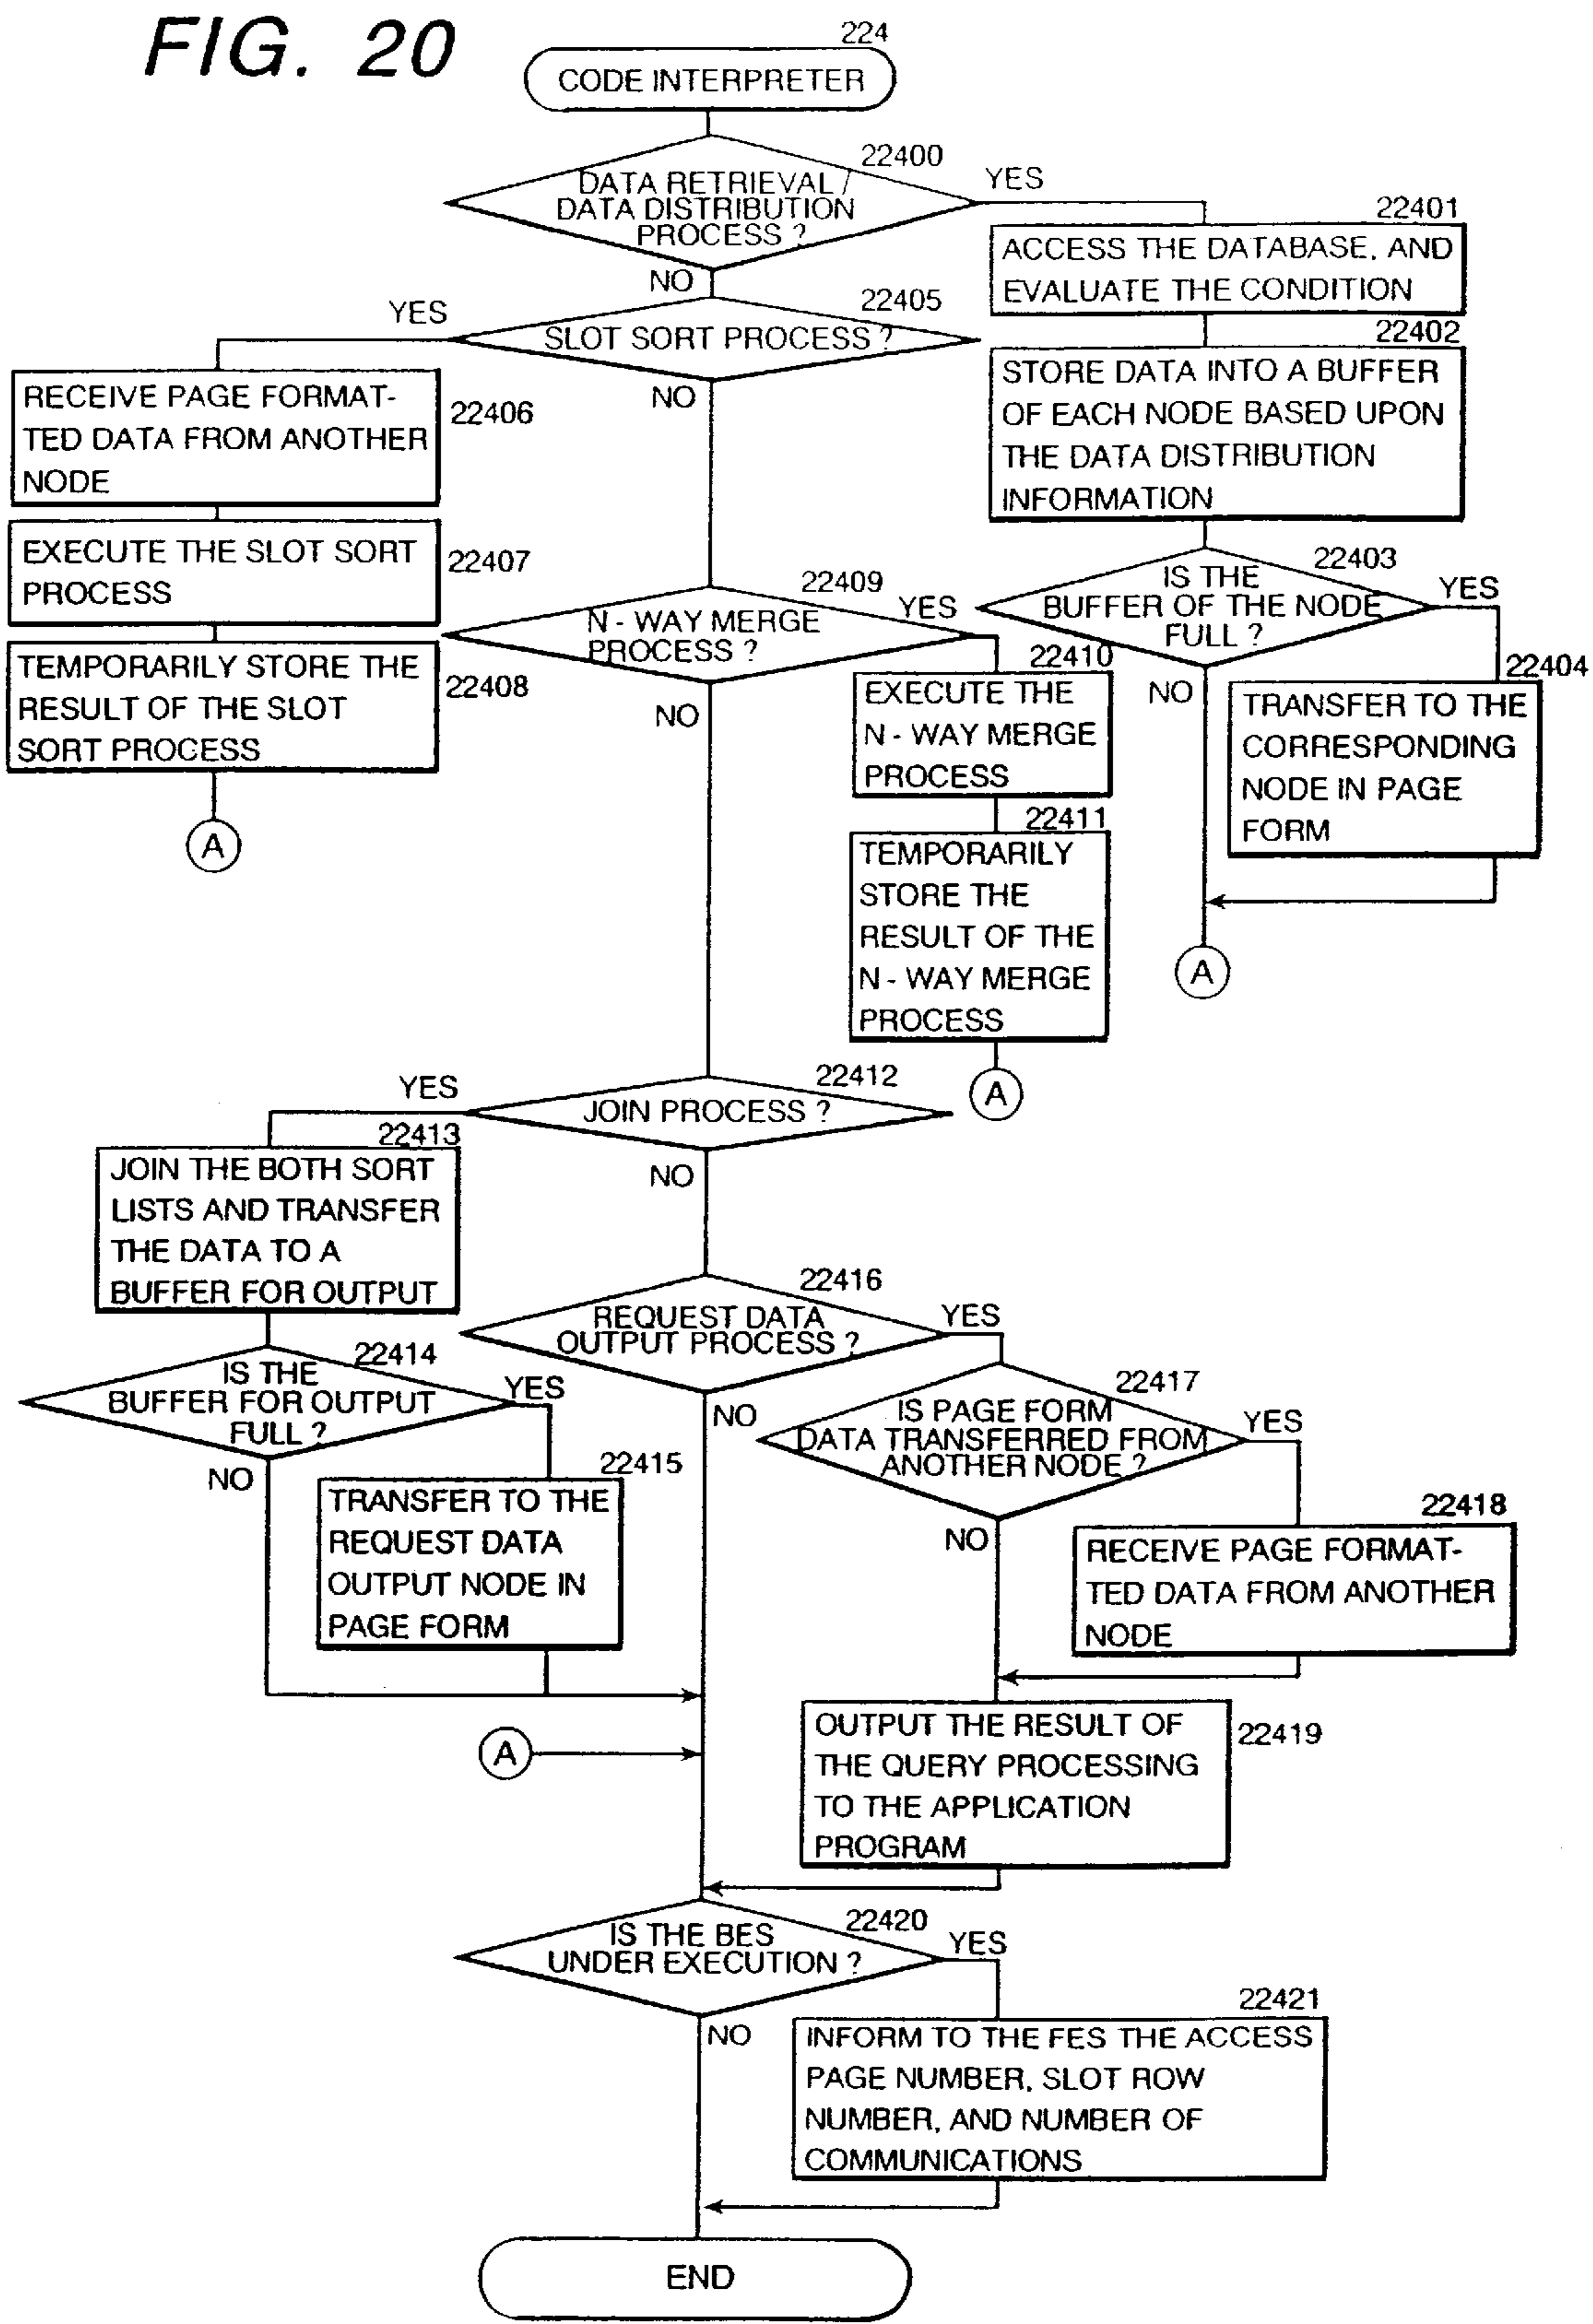 FIG. 20
224
CODE INTERPRETER
22400
DATA RETRIEVAL /
DATA DISTRIBUTION
PROCESS ?
YES
NO
22401
ACCESS THE DATABASE, AND
EVALUATE THE CONDITION
22402
STORE DATA INTO A BUFFER
OF EACH NODE BASED UPON
THE DATA DISTRIBUTION
INFORMATION
22403
IS THE
BUFFER OF THE NODE
FULL ?
YES
NO
22404
TRANSFER TO THE
CORRESPONDING
NODE IN PAGE
FORM
A
22405
SLOT SORT PROCESS ?
YES
NO
RECEIVE PAGE FORMAT-
TED DATA FROM ANOTHER
NODE
22406
EXECUTE THE SLOT SORT
PROCESS
22407
TEMPORARILY STORE THE
RESULT OF THE SLOT
SORT PROCESS
22408
A
22409
N - WAY MERGE
PROCESS ?
YES
NO
22410
EXECUTE THE
N - WAY MERGE
PROCESS
22411
TEMPORARILY
STORE THE
RESULT OF THE
N - WAY MERGE
PROCESS
A
22412
JOIN PROCESS ?
YES
NO
22413
JOIN THE BOTH SORT
LISTS AND TRANSFER
THE DATA TO A
BUFFER FOR OUTPUT
22414
IS THE
BUFFER FOR OUTPUT
FULL ?
YES
NO
22415
TRANSFER TO THE
REQUEST DATA
OUTPUT NODE IN
PAGE FORM
22416
REQUEST DATA
OUTPUT PROCESS ?
YES
NO
22417
IS PAGE FORM
DATA TRANSFERRED FROM
ANOTHER NODE ?
YES
NO
22418
RECEIVE PAGE FORMAT-
TED DATA FROM ANOTHER
NODE
OUTPUT THE RESULT OF
THE QUERY PROCESSING
TO THE APPLICATION
PROGRAM
22419
A
22420
IS THE BES
UNDER EXECUTION ?
YES
NO
22421
INFORM TO THE FES THE ACCESS
PAGE NUMBER, SLOT ROW
NUMBER, AND NUMBER OF
COMMUNICATIONS
END